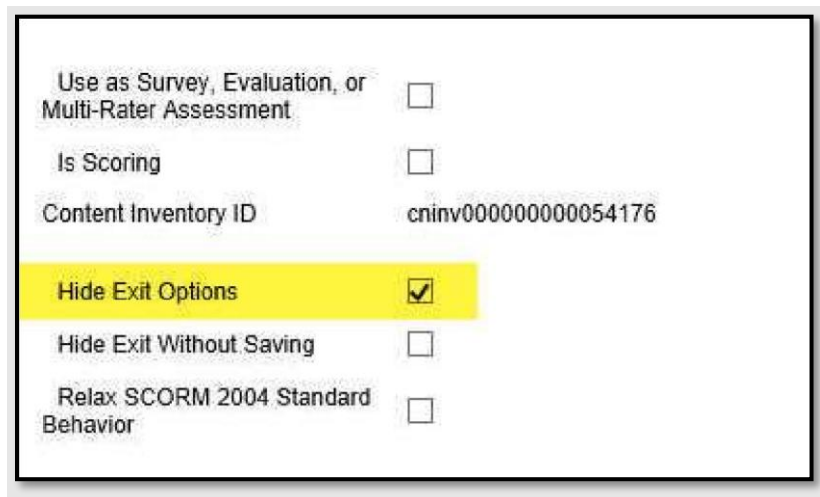 Use as Survey, Evaluation, or
Multi-Rater Assessment
Is Scoring
Content Inventory ID cninv000000000054176
Hide Exit Options
Hide Exit Without Saving
Relax SCORM 2004 Standard
Behavior